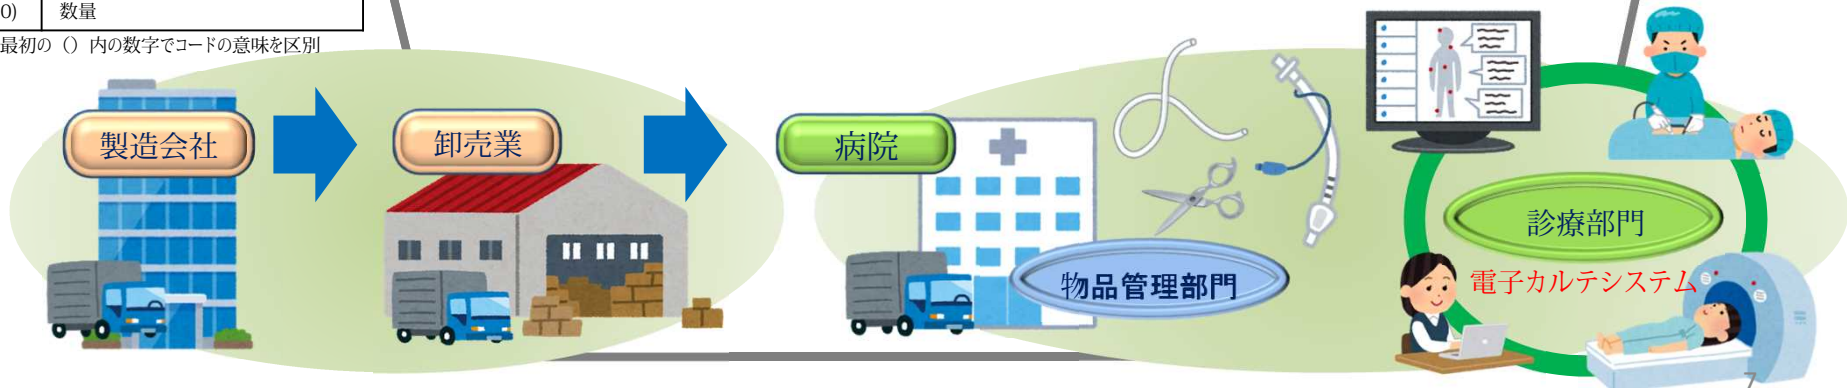 0) 数量
最初の（）内の数字でコードの意味を区別
製造会社
卸売業
病院
物品管理部門
診療部門
電子カルテシステム
7